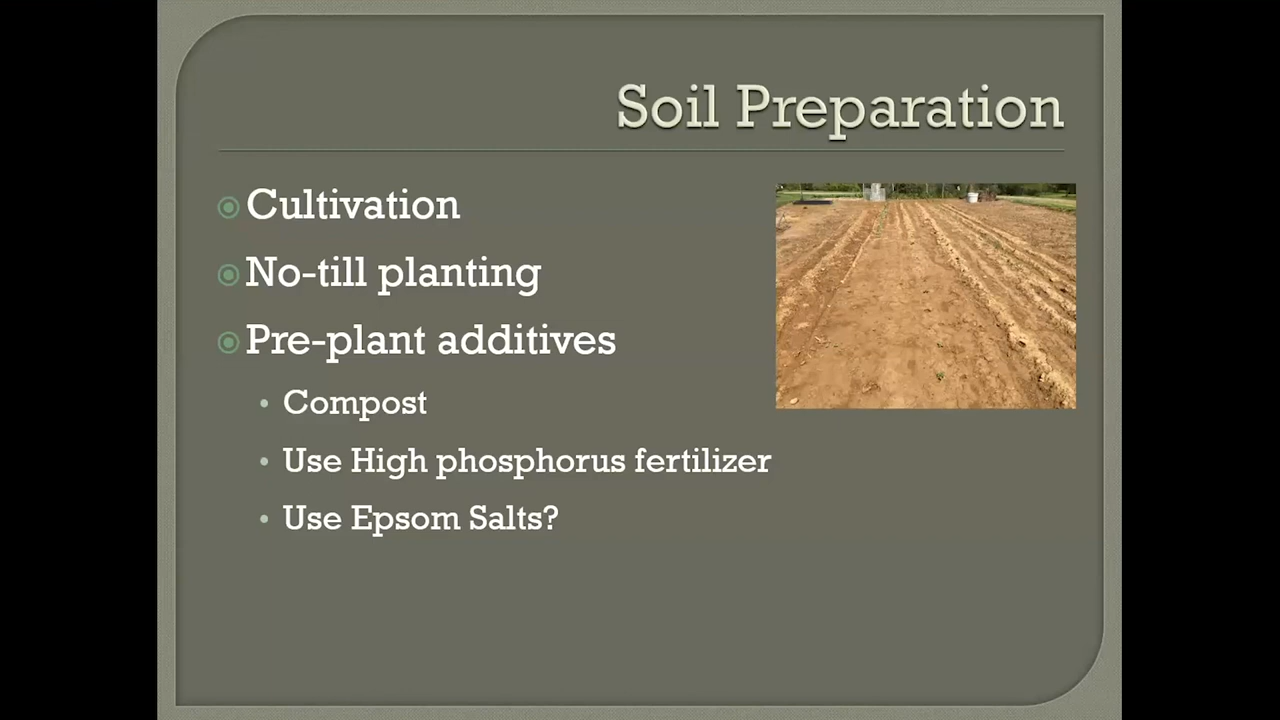 Soil Preparation
Cultivation
No-till planting
Pre-plant additives
Compost
Use High phosphorus fertilizer
Use Epsom Salts?